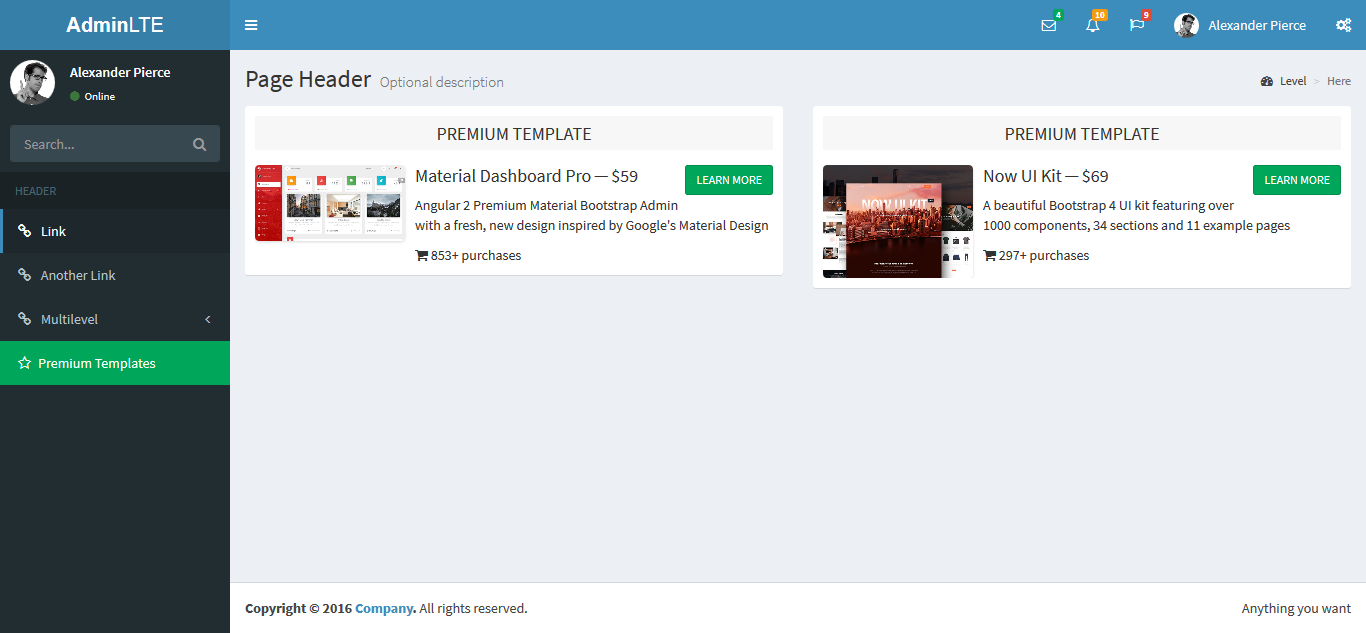 AdminLTE
4
10
9
Alexander Pierce
Alexander Pierce
Online
Search...
HEADER
Link
Another Link
Multilevel
Premium Templates
Page Header Optional description
Level > Here
PREMIUM TEMPLATE
Material Dashboard Pro — $59
LEARN MORE
Angular 2 Premium Material Bootstrap Admin
with a fresh, new design inspired by Google's Material Design
853+ purchases
PREMIUM TEMPLATE
NOW UI KIT
Now UI Kit — $69
LEARN MORE
A beautiful Bootstrap 4 UI kit featuring over
1000 components, 34 sections and 11 example pages
297+ purchases
Copyright © 2016 Company. All rights reserved.
Anything you want